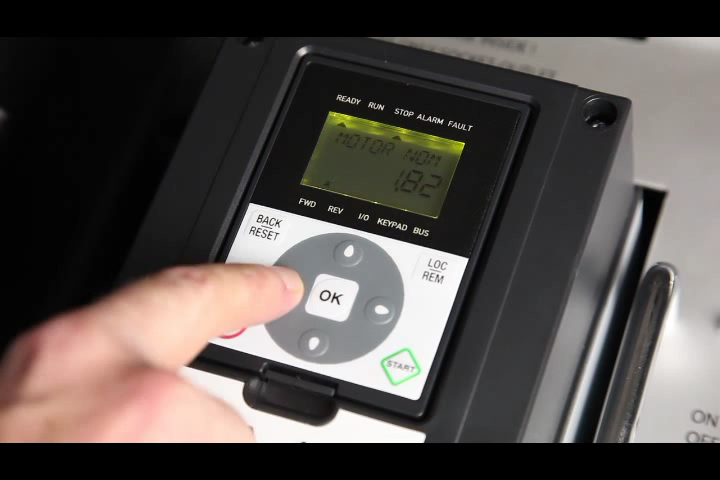 READY RUN STOP ALARM FAULT
MOTOR NOM
1.82
FWD REV I/O KEYPAD BUS
BACK
RESET
LOC
REM
OK
START
ON